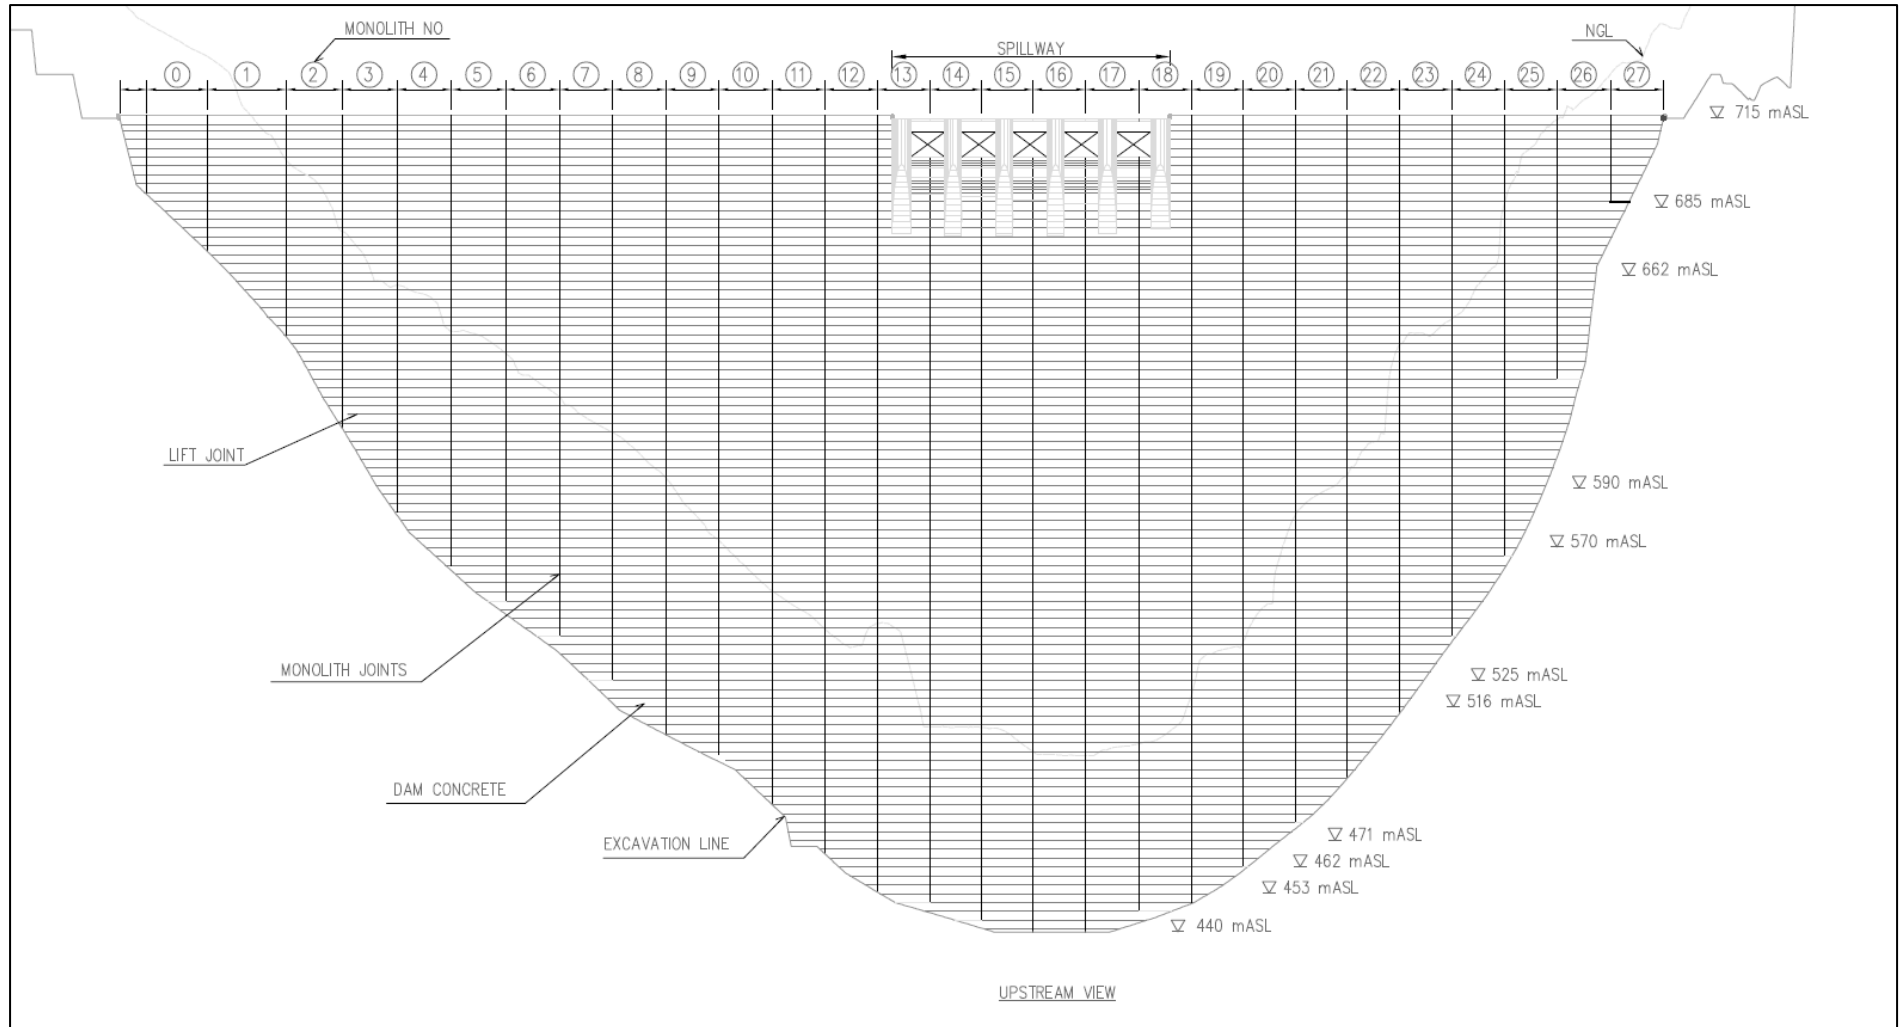 MONOLITH NO
NGL
SPILLWAY
0 1 2 3 4 5 6 7 8 9 10 11 12 13 14 15 16 17 18 19 20 21 22 23 24 25 26 27
715 mASL
685 mASL
662 mASL
LIFT JOINT
590 mASL
570 mASL
MONOLITH JOINTS
525 mASL
516 mASL
DAM CONCRETE
471 mASL
EXCAVATION LINE
462 mASL
453 mASL
440 mASL
UPSTREAM VIEW